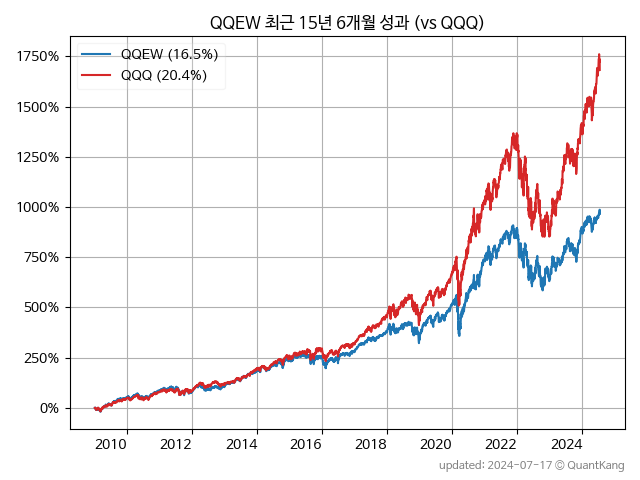 QQEW 최근 15년 6개월 성과 (vs QQQ)
QQEW (16.5%)
QQQ (20.4%)
1750%
1500%
1250%
1000%
750%
500%
250%
0%
2010 2012 2014 2016 2018 2020 2022 2024
updated: 2024-07-17 © QuantKang